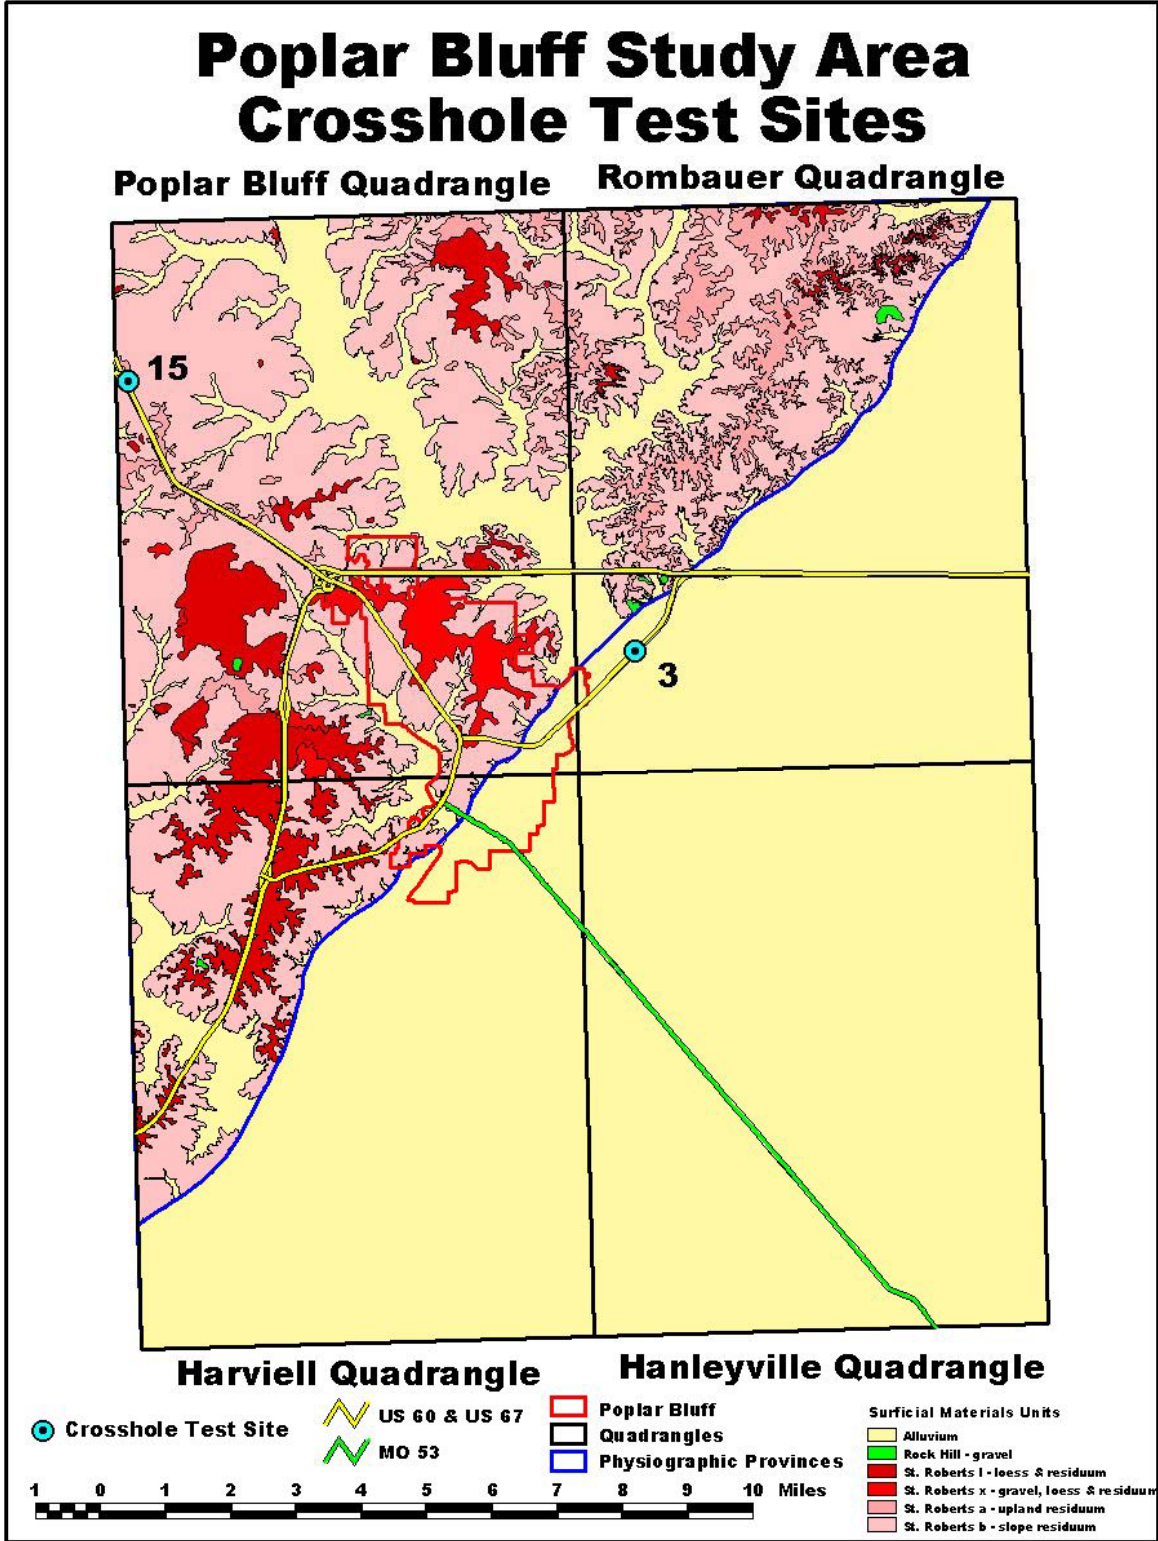 Poplar Bluff Study Area
Crosshole Test Sites
Poplar Bluff Quadrangle
Rombauer Quadrangle
15
3
Harviell Quadrangle
Hanleyville Quadrangle
Crosshole Test Site
US 60 & US 67
MO 53
Poplar Bluff
Quadrangles
Physiographic Provinces
Surficial Materials Units
Alluvium
Rock Hill - gravel
St. Roberts l - loess & residuum
St. Roberts x - gravel, loess & residuum
St. Roberts a - upland residuum
St. Roberts b - slope residuum
1 0 1 2 3 4 5 6 7 8 9 10 Miles